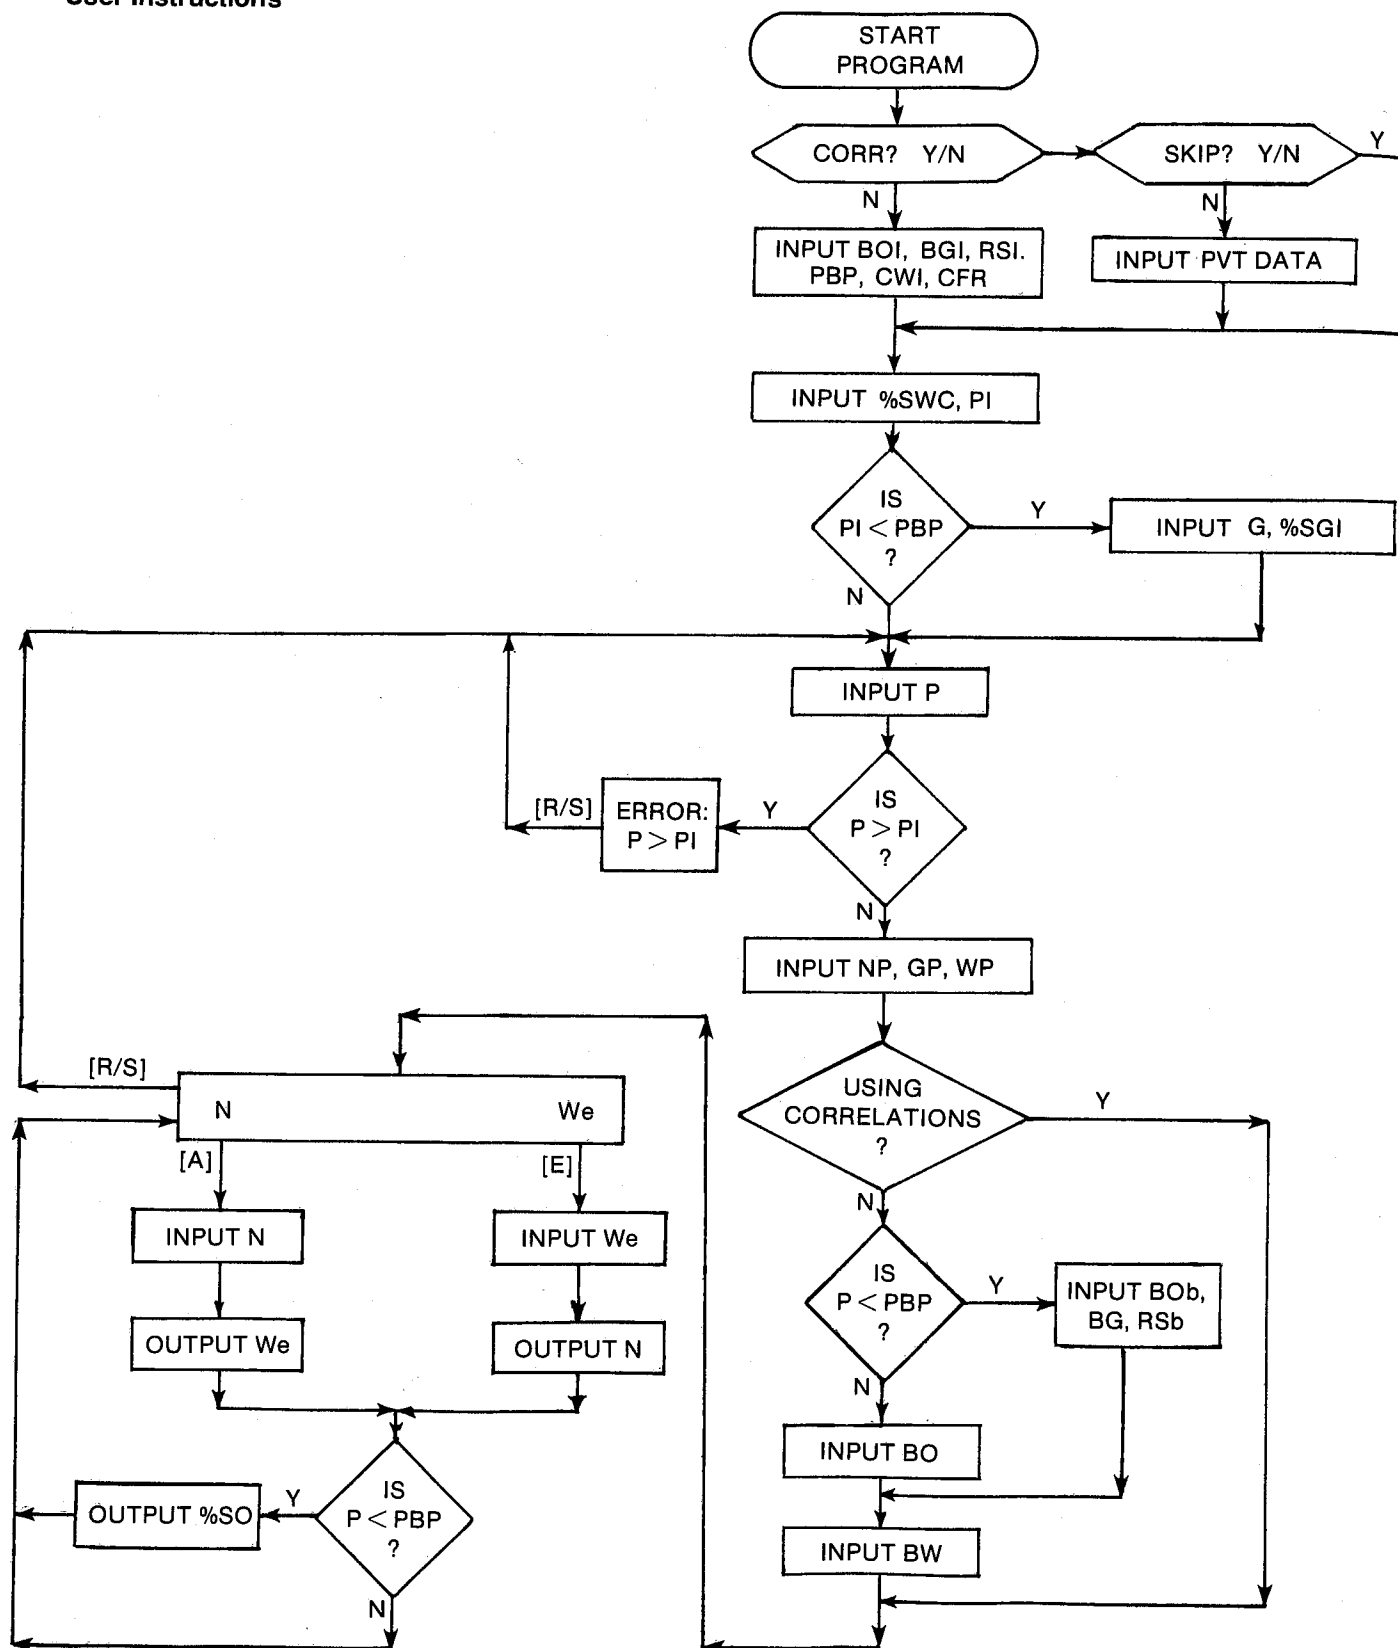 User Instructions
START
PROGRAM
CORR? Y/N
SKIP? Y/N
Y
N
N
INPUT BOI, BGI, RSI.
PBP, CWI, CFR
INPUT PVT DATA
INPUT %SWC, PI
IS
PI < PBP
?
Y
INPUT G, %SGI
N
INPUT P
IS
P > PI
?
Y
ERROR:
P > PI
[R/S]
N
INPUT NP, GP, WP
USING
CORRELATIONS
?
Y
N
[R/S]
N We
[A]
[E]
INPUT N
INPUT We
OUTPUT We
OUTPUT N
IS
P < PBP
?
Y
INPUT BOb,
BG, RSb
N
INPUT BO
INPUT BW
IS
P < PBP
?
Y
OUTPUT %SO
N